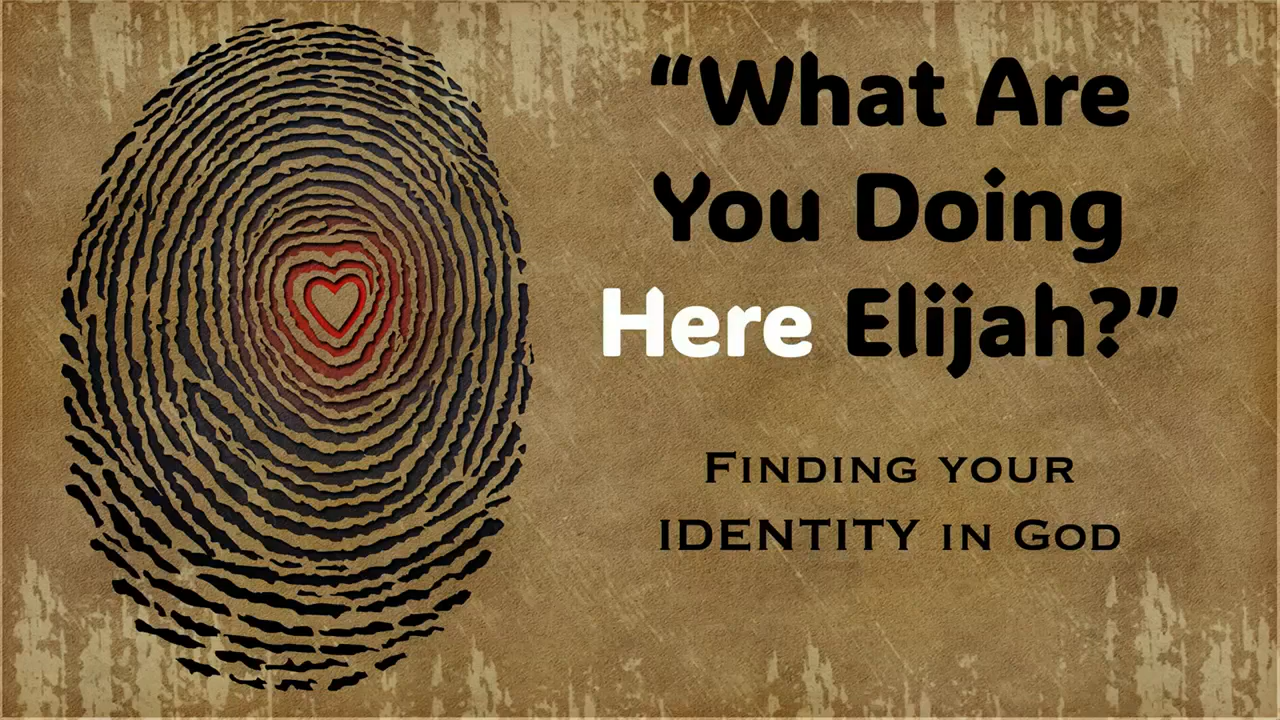 “What Are
You Doing
Here Elijah?”
Finding your
IDENTITY in God